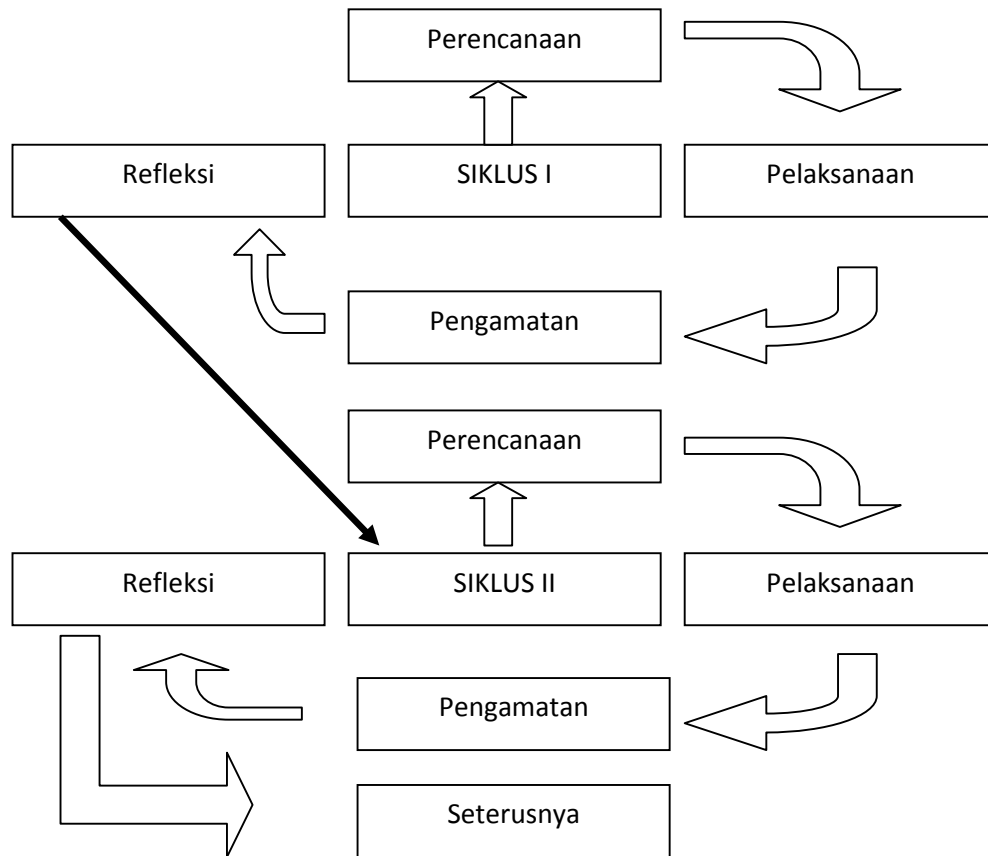 Perencanaan
Refleksi
SIKLUS I
Pelaksanaan
Pengamatan
Perencanaan
Refleksi
SIKLUS II
Pelaksanaan
Pengamatan
Seterusnya